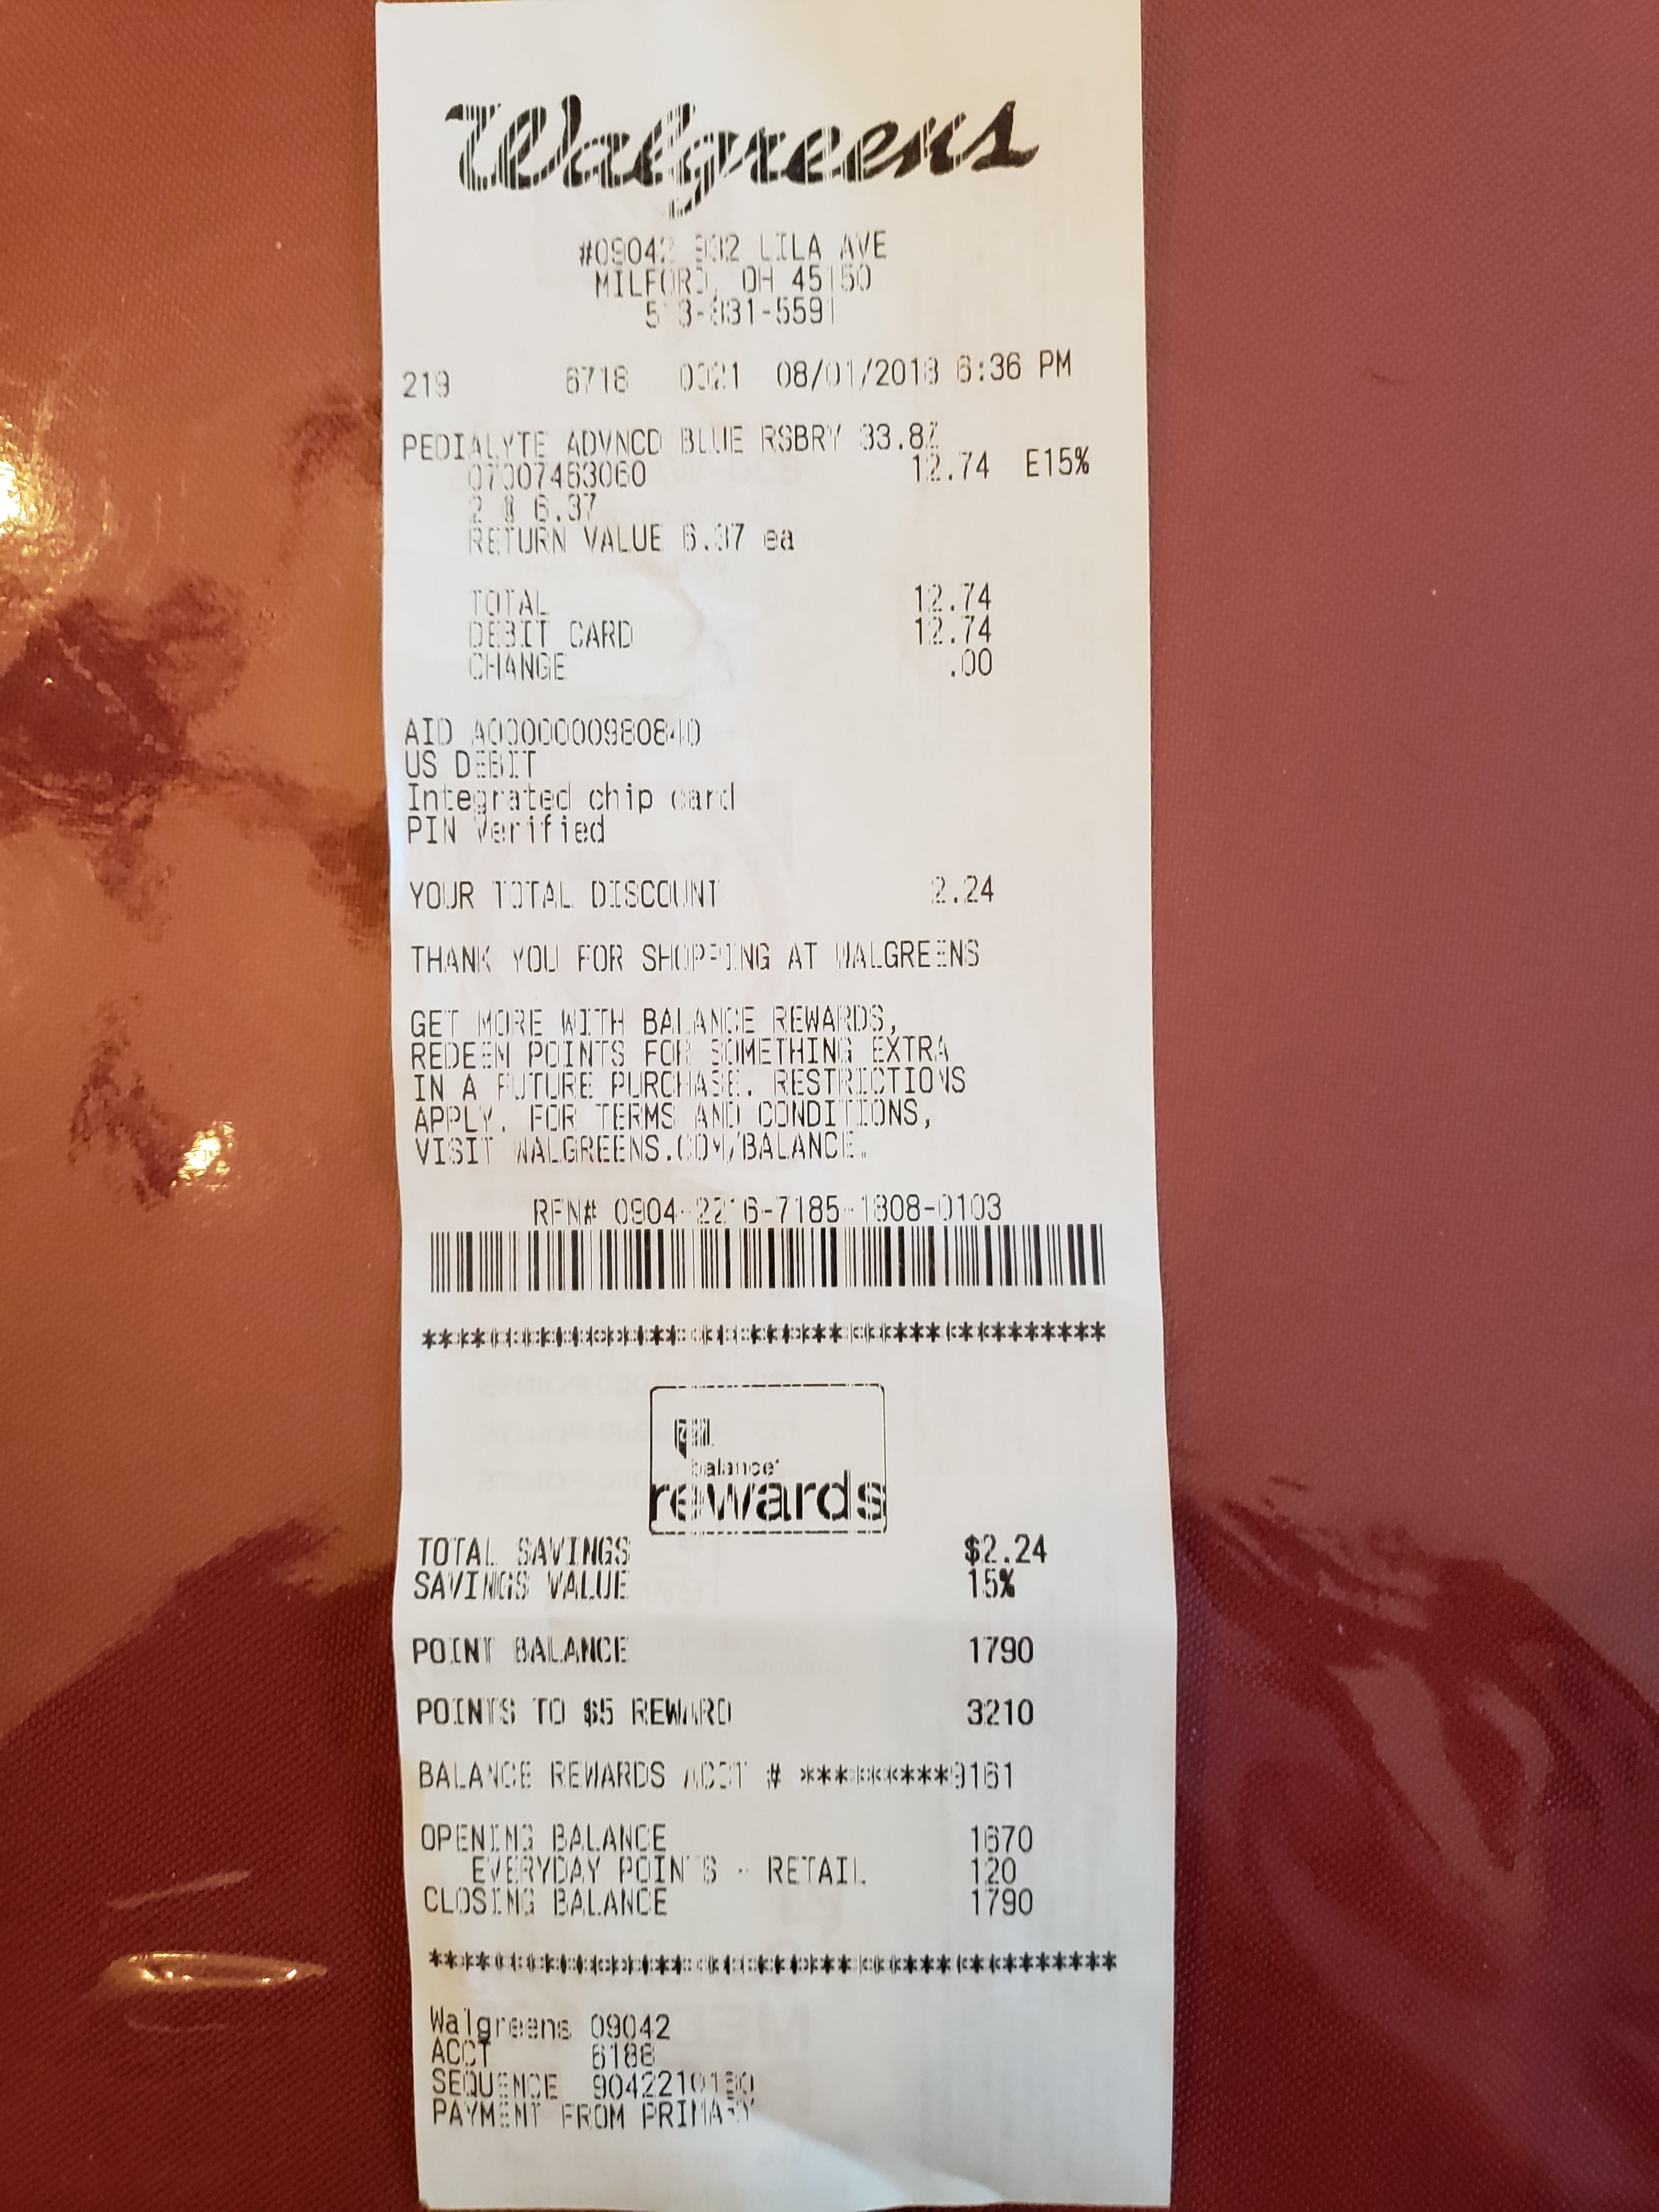 Walgreens
#09042 932 LILA AVE
MILFORD, OH 45150
513-831-5591
219 6718 0021 08/01/2018 6:36 PM
PEDIALYTE ADVNCD BLUE RSBRY 33.8Z
07007463060 12.74 E15%
2 @ 6.37
RETURN VALUE 6.37 ea
TOTAL 12.74
DEBIT CARD 12.74
CHANGE .00
AID A0000000980840
US DEBIT
Integrated chip card
PIN Verified
YOUR TOTAL DISCOUNT 2.24
THANK YOU FOR SHOPPING AT WALGREENS
GET MORE WITH BALANCE REWARDS,
REDEEM POINTS FOR SOMETHING EXTRA
IN A FUTURE PURCHASE. RESTRICTIONS
APPLY. FOR TERMS AND CONDITIONS,
VISIT WALGREENS.COM/BALANCE.
RFN# 0904-2216-7185-1808-0103
balance®
rewards
TOTAL SAVINGS $2.24
SAVINGS VALUE 15%
POINT BALANCE 1790
POINTS TO $5 REWARD 3210
BALANCE REWARDS ACCT # *********9161
OPENING BALANCE 1670
EVERYDAY POINTS - RETAIL 120
CLOSING BALANCE 1790
Walgreens 09042
ACCT 6188
SEQUENCE
PAYMENT FROM PRIMARY